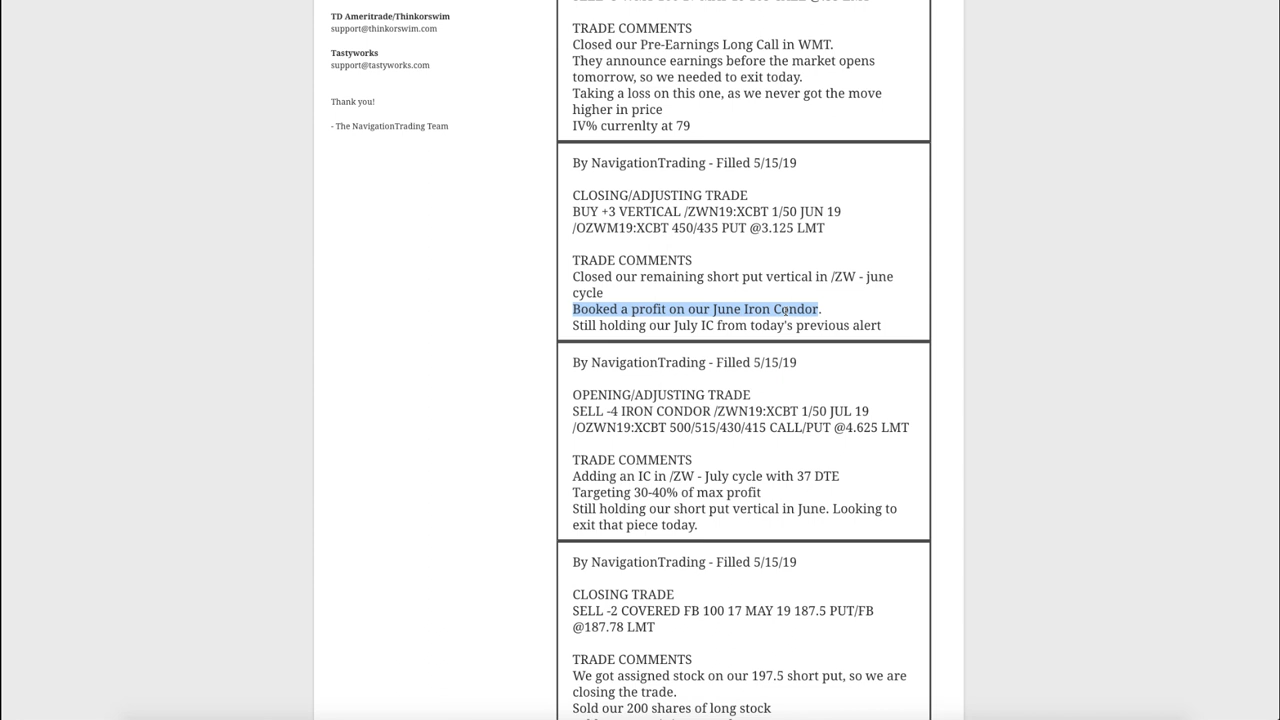 TD Ameritrade/Thinkorswim
support@thinkorswim.com
Tastyworks
support@tastyworks.com
Thank you!
- The NavigationTrading Team
TRADE COMMENTS
Closed our Pre-Earnings Long Call in WMT.
They announce earnings before the market opens
tomorrow, so we needed to exit today.
Taking a loss on this one, as we never got the move
higher in price
IV% currenlty at 79
By NavigationTrading - Filled 5/15/19
CLOSING/ADJUSTING TRADE
BUY +3 VERTICAL /ZWN19:XCBT 1/50 JUN 19
/OZWM19:XCBT 450/435 PUT @3.125 LMT
TRADE COMMENTS
Closed our remaining short put vertical in /ZW - june
cycle
Booked a profit on our June Iron Condor.
Still holding our July IC from today's previous alert
By NavigationTrading - Filled 5/15/19
OPENING/ADJUSTING TRADE
SELL -4 IRON CONDOR /ZWN19:XCBT 1/50 JUL 19
/OZWN19:XCBT 500/515/430/415 CALL/PUT @4.625 LMT
TRADE COMMENTS
Adding an IC in /ZW - July cycle with 37 DTE
Targeting 30-40% of max profit
Still holding our short put vertical in June. Looking to
exit that piece today.
By NavigationTrading - Filled 5/15/19
CLOSING TRADE
SELL -2 COVERED FB 100 17 MAY 19 187.5 PUT/FB
@187.78 LMT
TRADE COMMENTS
We got assigned stock on our 197.5 short put, so we are
closing the trade.
Sold our 200 shares of long stock